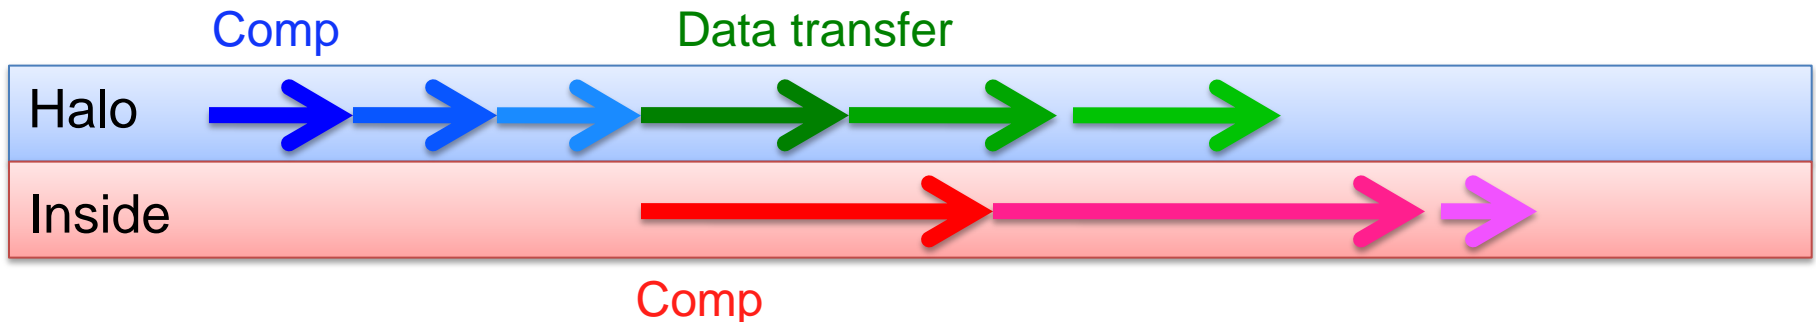 Comp
Data transfer
Halo
Inside
Comp